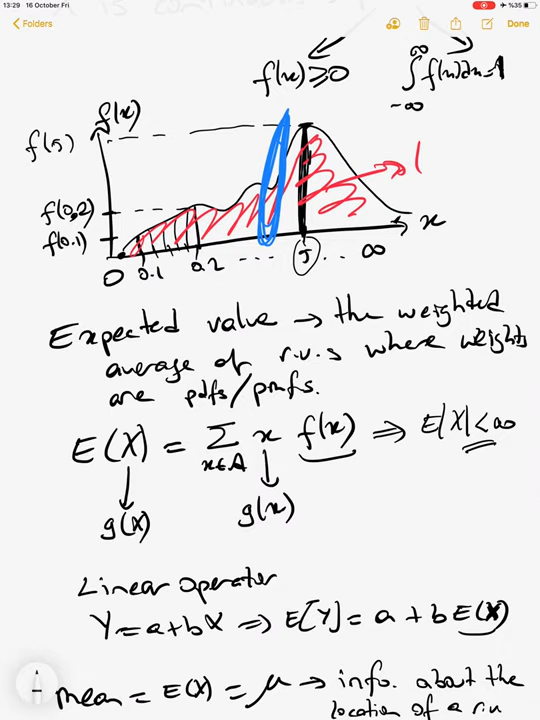 13:29 16 October Fri
%35
Folders
Done
f(x) ≥ 0
∫_{-∞}^{∞} f(x)dx = 1
f(x)
f(5)
f(0,2)
f(0.1)
1
0 0.1 0.2 .... 5 .. ∞ x
Expected value → the weighted
average of r.v.s where weights
are pdfs/pmfs.
E(X) = Σ_{x∈A} x f(x) ⇒ E|X| < ∞
g(X) g(x)
Linear operator
Y = a + bX ⇒ E[Y] = a + b E(X)
mean = E(X) = μ → info. about the
location of a r.v